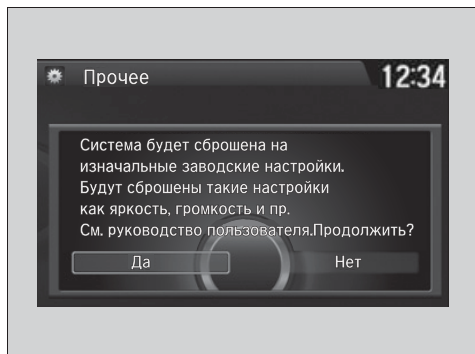 Прочее
12:34
Система будет сброшена на
изначальные заводские настройки.
Будут сброшены такие настройки
как яркость, громкость и пр.
См. руководство пользователя.Продолжить?
Да
Нет